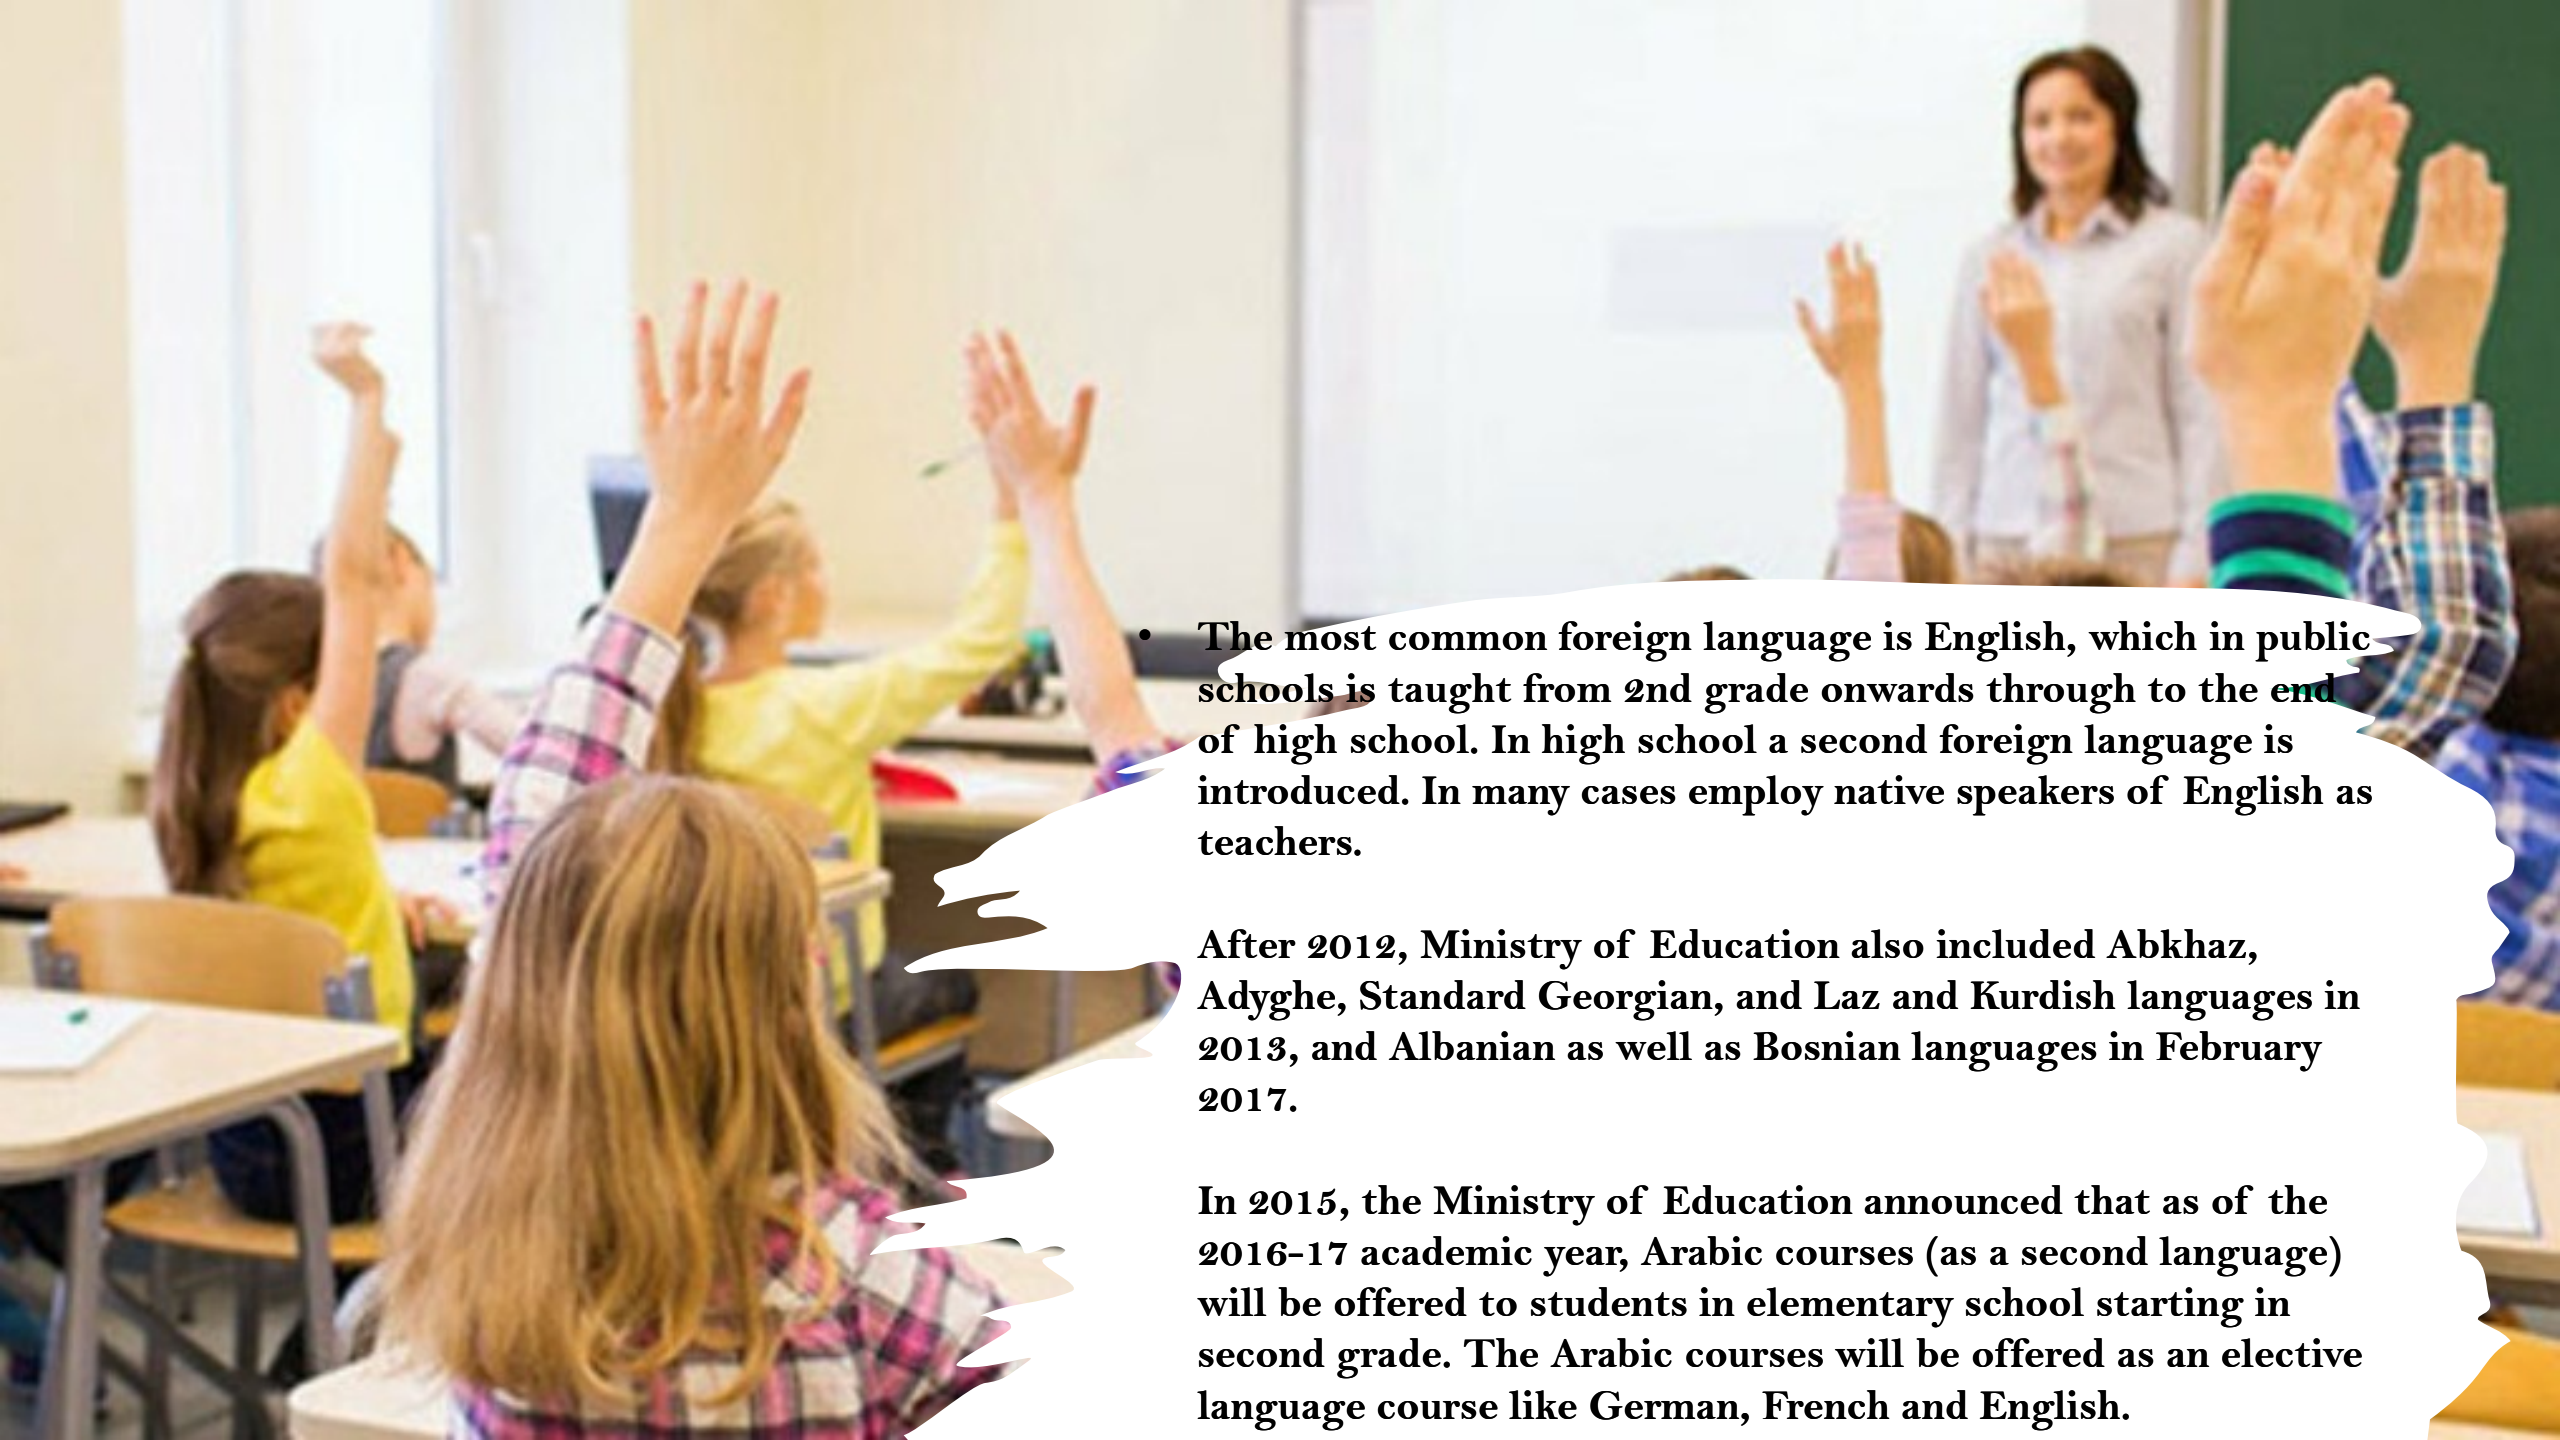 • The most common foreign language is English, which in public
schools is taught from 2nd grade onwards through to the end
of high school. In high school a second foreign language is
introduced. In many cases employ native speakers of English as
teachers.
After 2012, Ministry of Education also included Abkhaz,
Adyghe, Standard Georgian, and Laz and Kurdish languages in
2013, and Albanian as well as Bosnian languages in February
2017.
In 2015, the Ministry of Education announced that as of the
2016-17 academic year, Arabic courses (as a second language)
will be offered to students in elementary school starting in
second grade. The Arabic courses will be offered as an elective
language course like German, French and English.